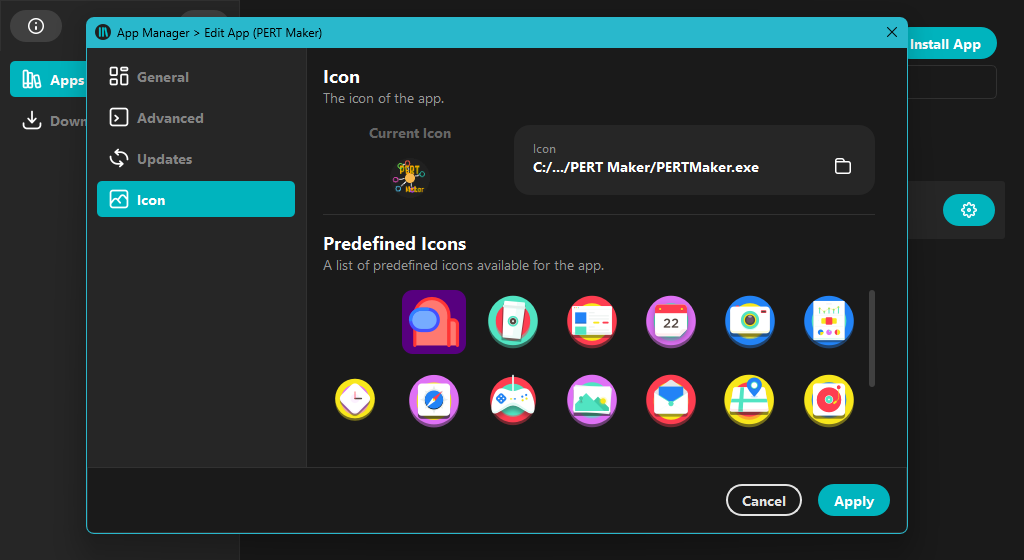 App Manager > Edit App (PERT Maker)
Install App
Apps
Down
General
Advanced
Updates
Icon
Icon
The icon of the app.
Current Icon
PERT
Maker
Icon
C:/.../PERT Maker/PERTMaker.exe
Predefined Icons
A list of predefined icons available for the app.
22
Cancel
Apply